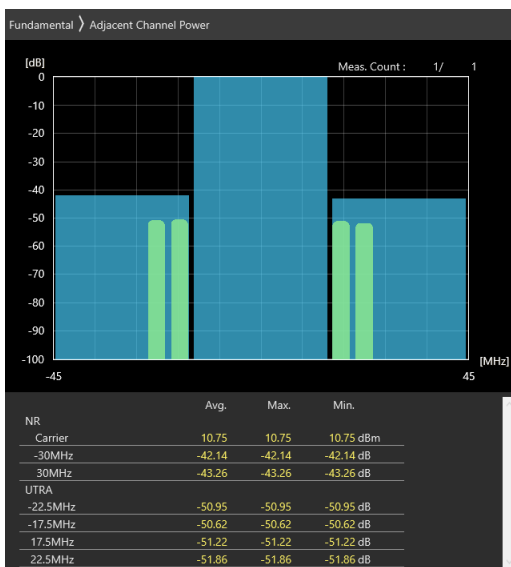 Fundamental 〉 Adjacent Channel Power
[dB]
Meas. Count : 1/ 1
0
-10
-20
-30
-40
-50
-60
-70
-80
-90
-100
[MHz]
-45 45
Avg. Max. Min.
NR
Carrier 10.75 10.75 10.75 dBm
-30MHz -42.14 -42.14 -42.14 dB
30MHz -43.26 -43.26 -43.26 dB
UTRA
-22.5MHz -50.95 -50.95 -50.95 dB
-17.5MHz -50.62 -50.62 -50.62 dB
17.5MHz -51.22 -51.22 -51.22 dB
22.5MHz -51.86 -51.86 -51.86 dB